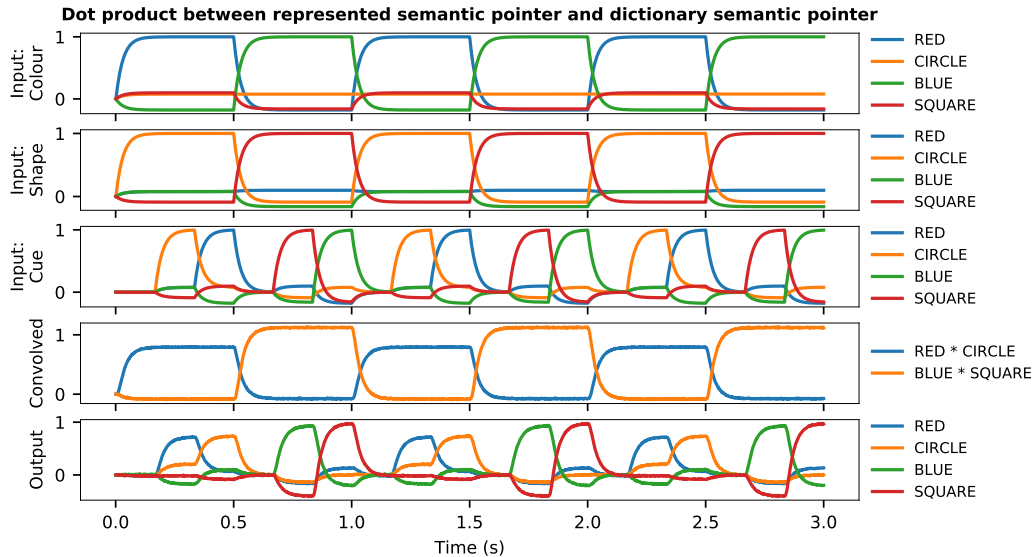 Dot product between represented semantic pointer and dictionary semantic pointer
Input:
Colour
1
0
RED
CIRCLE
BLUE
SQUARE
Input:
Shape
1
0
RED
CIRCLE
BLUE
SQUARE
Input:
Cue
1
0
RED
CIRCLE
BLUE
SQUARE
Convolved
1
0
RED * CIRCLE
BLUE * SQUARE
Output
1
0
RED
CIRCLE
BLUE
SQUARE
0.0 0.5 1.0 1.5 2.0 2.5 3.0
Time (s)